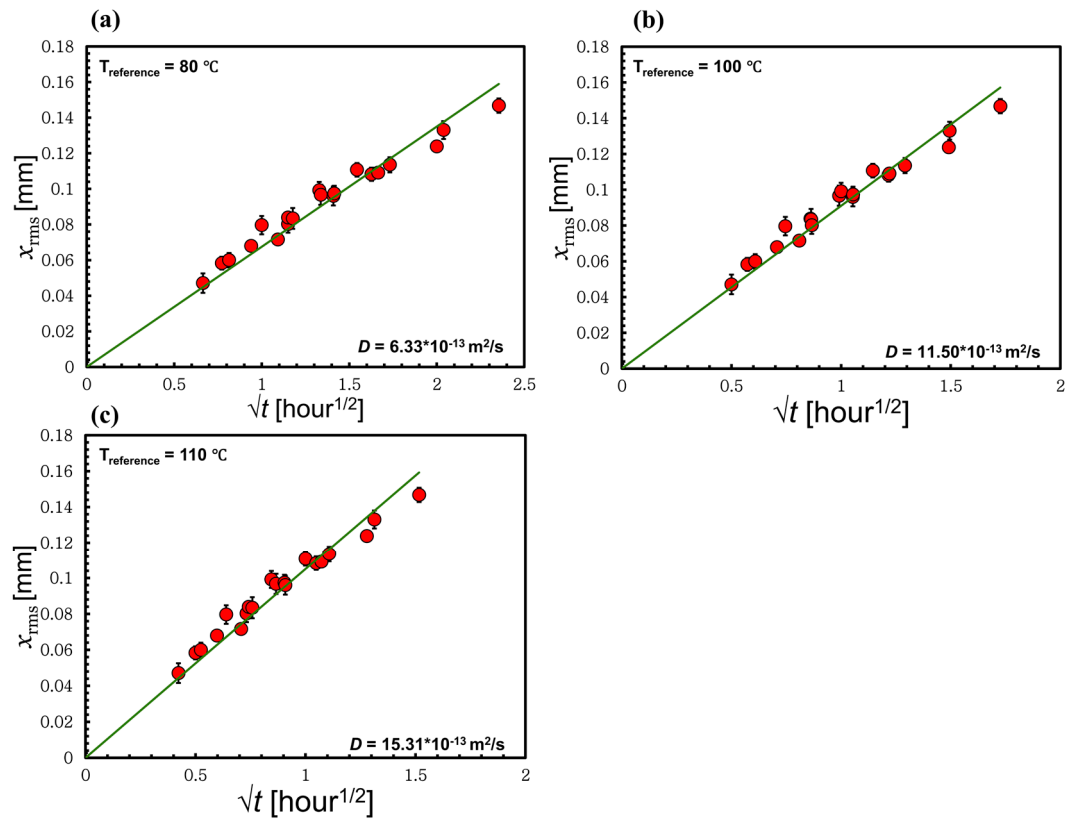 (a)
0.18
0.16
0.14
0.12
0.1
0.08
0.06
0.04
0.02
0
T_reference = 80 ℃
x_rms [mm]
D = 6.33*10^-13 m²/s
0 0.5 1 1.5 2 2.5
√t [hour^1/2]
(b)
0.18
0.16
0.14
0.12
0.1
0.08
0.06
0.04
0.02
0
T_reference = 100 ℃
x_rms [mm]
D = 11.50*10^-13 m²/s
0 0.5 1 1.5 2
√t [hour^1/2]
(c)
0.18
0.16
0.14
0.12
0.1
0.08
0.06
0.04
0.02
0
T_reference = 110 ℃
x_rms [mm]
D = 15.31*10^-13 m²/s
0 0.5 1 1.5 2
√t [hour^1/2]